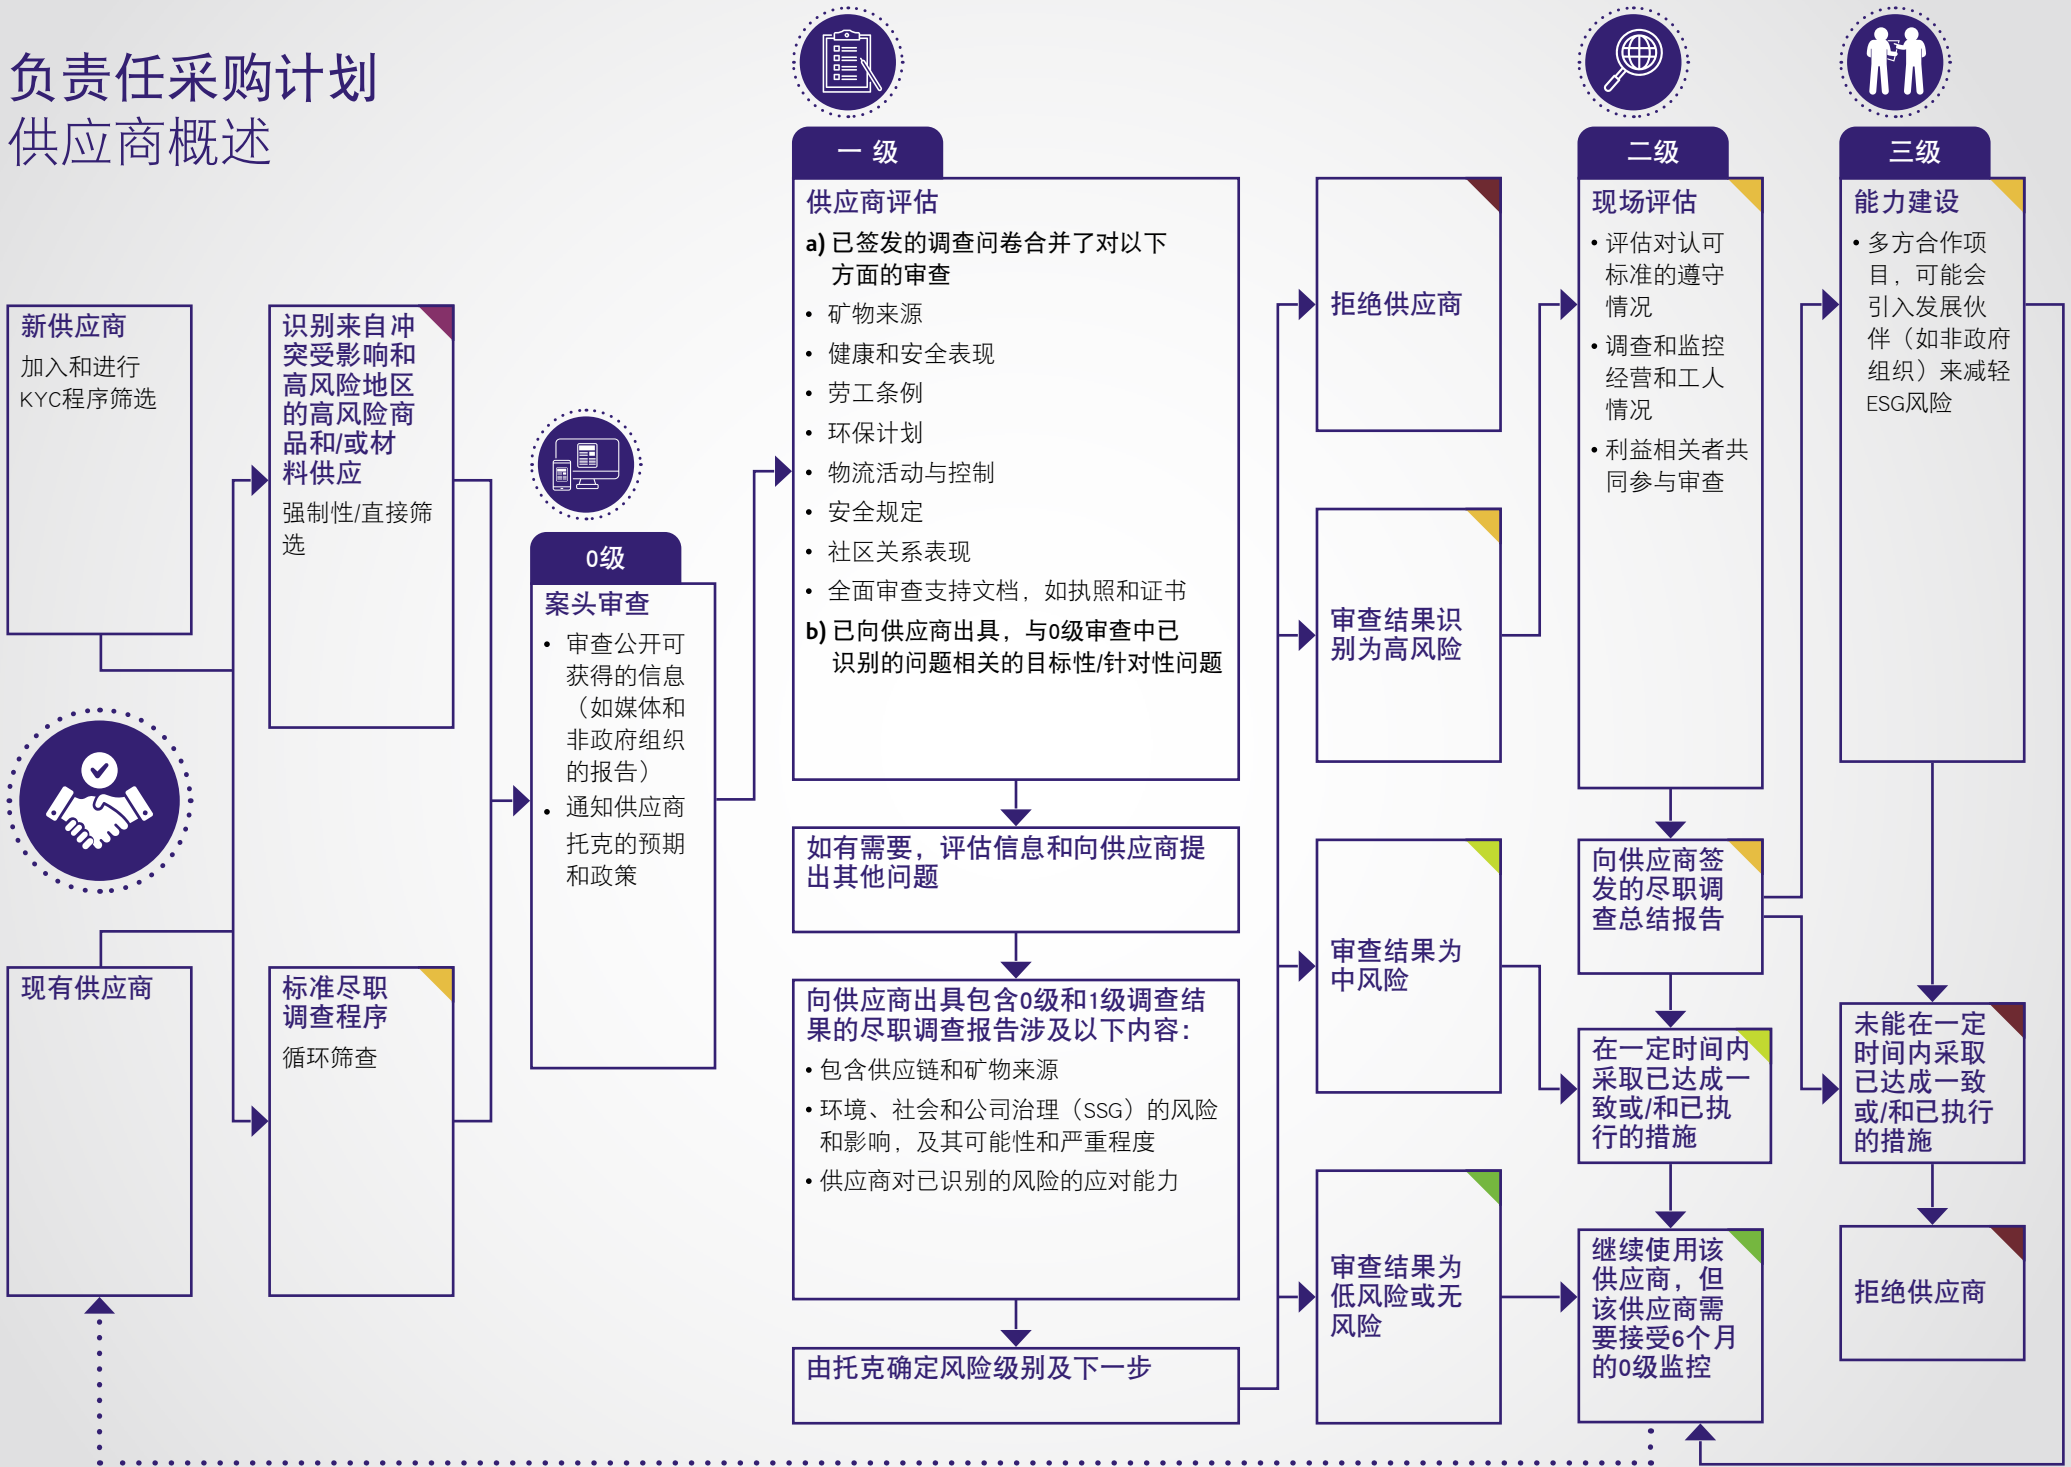 负责任采购计划
供应商概述
新供应商
加入和进行
KYC程序筛选
现有供应商
识别来自冲
突受影响和
高风险地区
的高风险商
品和/或材
料供应
强制性/直接筛
选
标准尽职
调查程序
循环筛查
0级
案头审查
• 审查公开可
获得的信息
（如媒体和
非政府组织
的报告）
• 通知供应商
托克的预期
和政策
一 级
供应商评估
a) 已签发的调查问卷合并了对以下
方面的审查
• 矿物来源
• 健康和安全表现
• 劳工条例
• 环保计划
• 物流活动与控制
• 安全规定
• 社区关系表现
• 全面审查支持文档，如执照和证书
b) 已向供应商出具，与0级审查中已
识别的问题相关的目标性/针对性问题
如有需要，评估信息和向供应商提
出其他问题
向供应商出具包含0级和1级调查结
果的尽职调查报告涉及以下内容：
• 包含供应链和矿物来源
• 环境、社会和公司治理（SSG）的风险
和影响，及其可能性和严重程度
• 供应商对已识别的风险的应对能力
由托克确定风险级别及下一步
拒绝供应商
审查结果识
别为高风险
审查结果为
中风险
审查结果为
低风险或无
风险
二级
现场评估
• 评估对认可
标准的遵守
情况
• 调查和监控
经营和工人
情况
• 利益相关者共
同参与审查
向供应商签
发的尽职调
查总结报告
在一定时间内
采取已达成一
致或/和已执
行的措施
继续使用该
供应商，但
该供应商需
要接受6个月
的0级监控
三级
能力建设
• 多方合作项
目，可能会
引入发展伙
伴（如非政府
组织）来减轻
ESG风险
未能在一定
时间内采取
已达成一致
或/和已执行
的措施
拒绝供应商